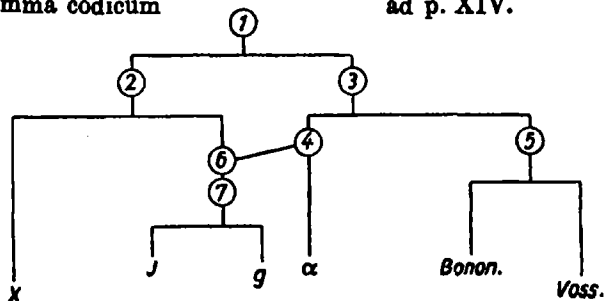 mma codicum ad p. XIV.
1
2 3
4 5
6
7
J g α Bonon.
X Voss.